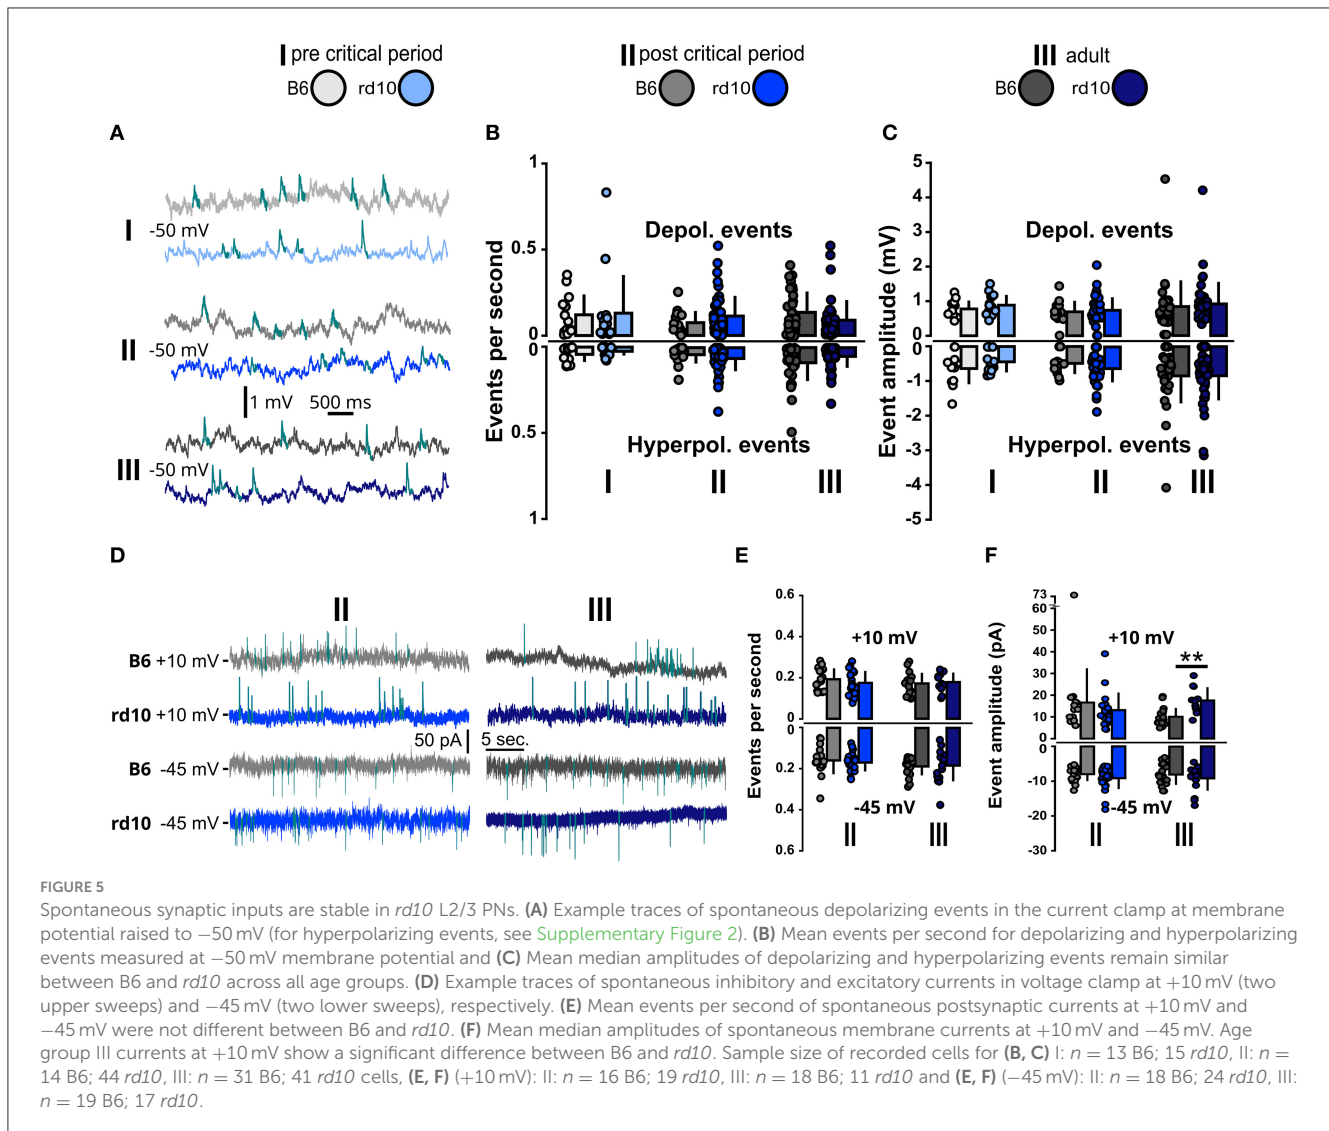 I pre critical period
B6 rd10
II post critical period
B6 rd10
III adult
B6 rd10
A
I -50 mV
II -50 mV
1 mV 500 ms
III -50 mV
B
Events per second
1
0.5
0
0
0.5
1
Depol. events
Hyperpol. events
I II III
C
Event amplitude (mV)
5
4
3
2
1
0
0
-1
-2
-3
-4
-5
Depol. events
Hyperpol. events
I II III
D
II III
B6 +10 mV
rd10 +10 mV
50 pA 5 sec.
B6 -45 mV
rd10 -45 mV
E
Events per second
0.6
0.4
0.2
0
0
0.2
0.4
0.6
+10 mV
-45 mV
II III
F
Event amplitude (pA)
73
60
50
40
30
20
10
0
0
-10
-20
-30
+10 mV
**
-45 mV
II III
FIGURE 5
Spontaneous synaptic inputs are stable in rd10 L2/3 PNs. (A) Example traces of spontaneous depolarizing events in the current clamp at membrane
potential raised to −50 mV (for hyperpolarizing events, see Supplementary Figure 2). (B) Mean events per second for depolarizing and hyperpolarizing
events measured at −50 mV membrane potential and (C) Mean median amplitudes of depolarizing and hyperpolarizing events remain similar
between B6 and rd10 across all age groups. (D) Example traces of spontaneous inhibitory and excitatory currents in voltage clamp at +10 mV (two
upper sweeps) and −45 mV (two lower sweeps), respectively. (E) Mean events per second of spontaneous postsynaptic currents at +10 mV and
−45 mV were not different between B6 and rd10. (F) Mean median amplitudes of spontaneous membrane currents at +10 mV and −45 mV. Age
group III currents at +10 mV show a significant difference between B6 and rd10. Sample size of recorded cells for (B, C) I: n = 13 B6; 15 rd10, II: n =
14 B6; 44 rd10, III: n = 31 B6; 41 rd10 cells, (E, F) (+10 mV): II: n = 16 B6; 19 rd10, III: n = 18 B6; 11 rd10 and (E, F) (−45 mV): II: n = 18 B6; 24 rd10, III:
n = 19 B6; 17 rd10.